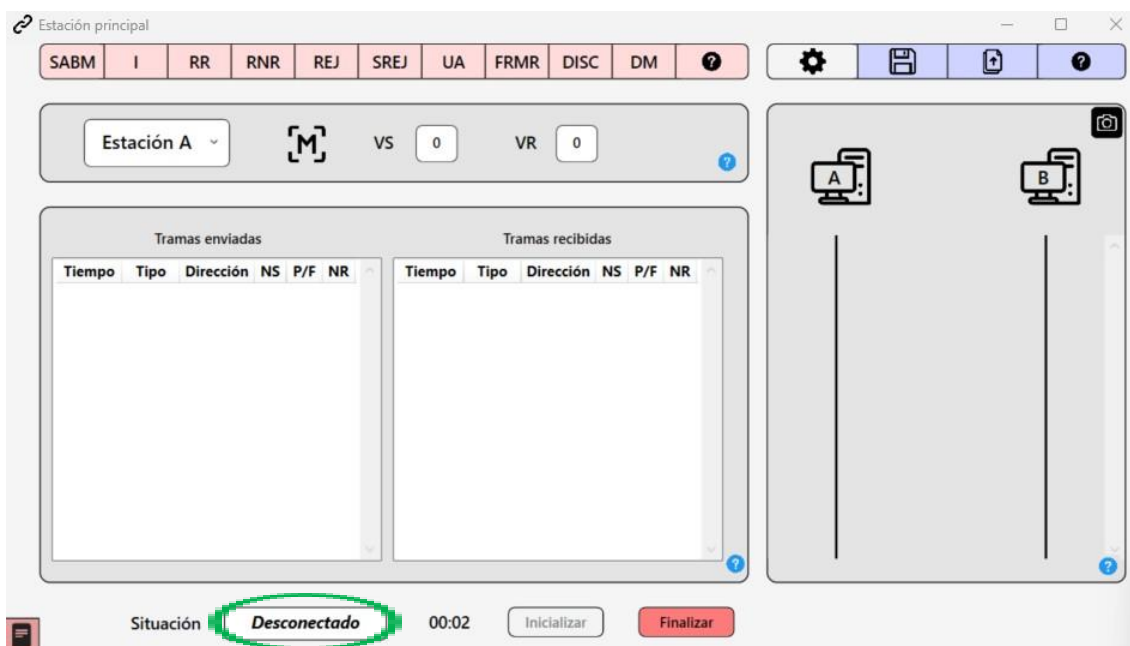 Estación principal
SABM I RR RNR REJ SREJ UA FRMR DISC DM ?
?
Estación A M VS 0 VR 0 ?
A B
Tramas enviadas Tramas recibidas
Tiempo Tipo Dirección NS P/F NR Tiempo Tipo Dirección NS P/F NR
?
?
Situación Desconectado 00:02 Inicializar Finalizar